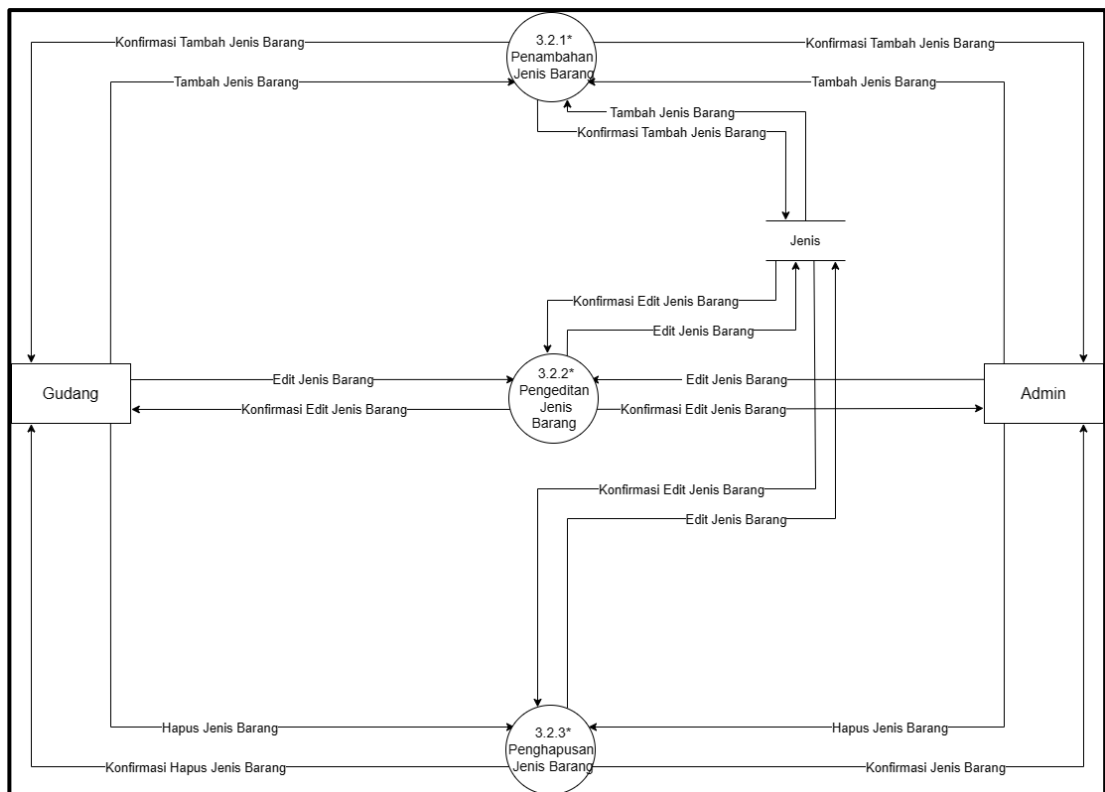 3.2.1*
Penambahan
Jenis Barang
Konfirmasi Tambah Jenis Barang
Konfirmasi Tambah Jenis Barang
Tambah Jenis Barang
Tambah Jenis Barang
Tambah Jenis Barang
Konfirmasi Tambah Jenis Barang
Jenis
Konfirmasi Edit Jenis Barang
Edit Jenis Barang
Gudang
Edit Jenis Barang
Konfirmasi Edit Jenis Barang
3.2.2*
Pengeditan
Jenis
Barang
Edit Jenis Barang
Konfirmasi Edit Jenis Barang
Admin
Konfirmasi Edit Jenis Barang
Edit Jenis Barang
Hapus Jenis Barang
Konfirmasi Hapus Jenis Barang
3.2.3*
Penghapusan
Jenis Barang
Hapus Jenis Barang
Konfirmasi Jenis Barang